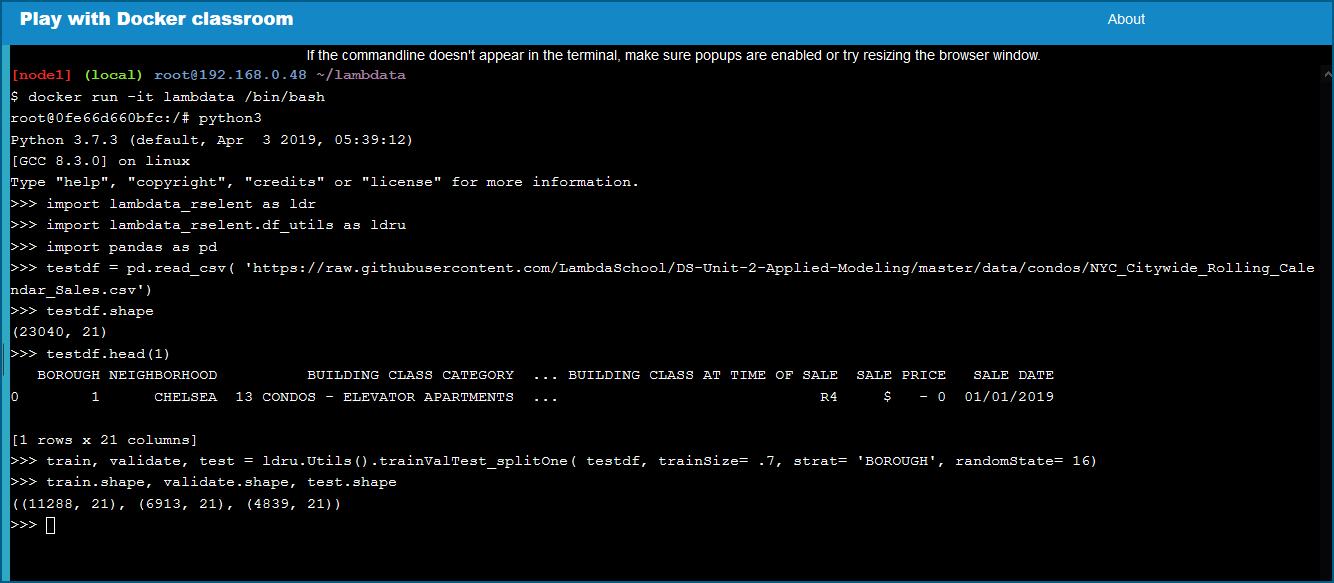 Play with Docker classroom
About
If the commandline doesn't appear in the terminal, make sure popups are enabled or try resizing the browser window.
[node1] (local) root@192.168.0.48 ~/lambdata
$ docker run -it lambdata /bin/bash
root@0fe66d660bfc:/# python3
Python 3.7.3 (default, Apr  3 2019, 05:39:12)
[GCC 8.3.0] on linux
Type "help", "copyright", "credits" or "license" for more information.
>>> import lambdata_rselent as ldr
>>> import lambdata_rselent.df_utils as ldru
>>> import pandas as pd
>>> testdf = pd.read_csv( 'https://raw.githubusercontent.com/LambdaSchool/DS-Unit-2-Applied-Modeling/master/data/condos/NYC_Citywide_Rolling_Cale
ndar_Sales.csv')
>>> testdf.shape
(23040, 21)
>>> testdf.head(1)
   BOROUGH NEIGHBORHOOD          BUILDING CLASS CATEGORY  ... BUILDING CLASS AT TIME OF SALE  SALE PRICE   SALE DATE
0        1      CHELSEA  13 CONDOS - ELEVATOR APARTMENTS  ...                             R4     $   - 0  01/01/2019
[1 rows x 21 columns]
>>> train, validate, test = ldru.Utils().trainValTest_splitOne( testdf, trainSize= .7, strat= 'BOROUGH', randomState= 16)
>>> train.shape, validate.shape, test.shape
((11288, 21), (6913, 21), (4839, 21))
>>>